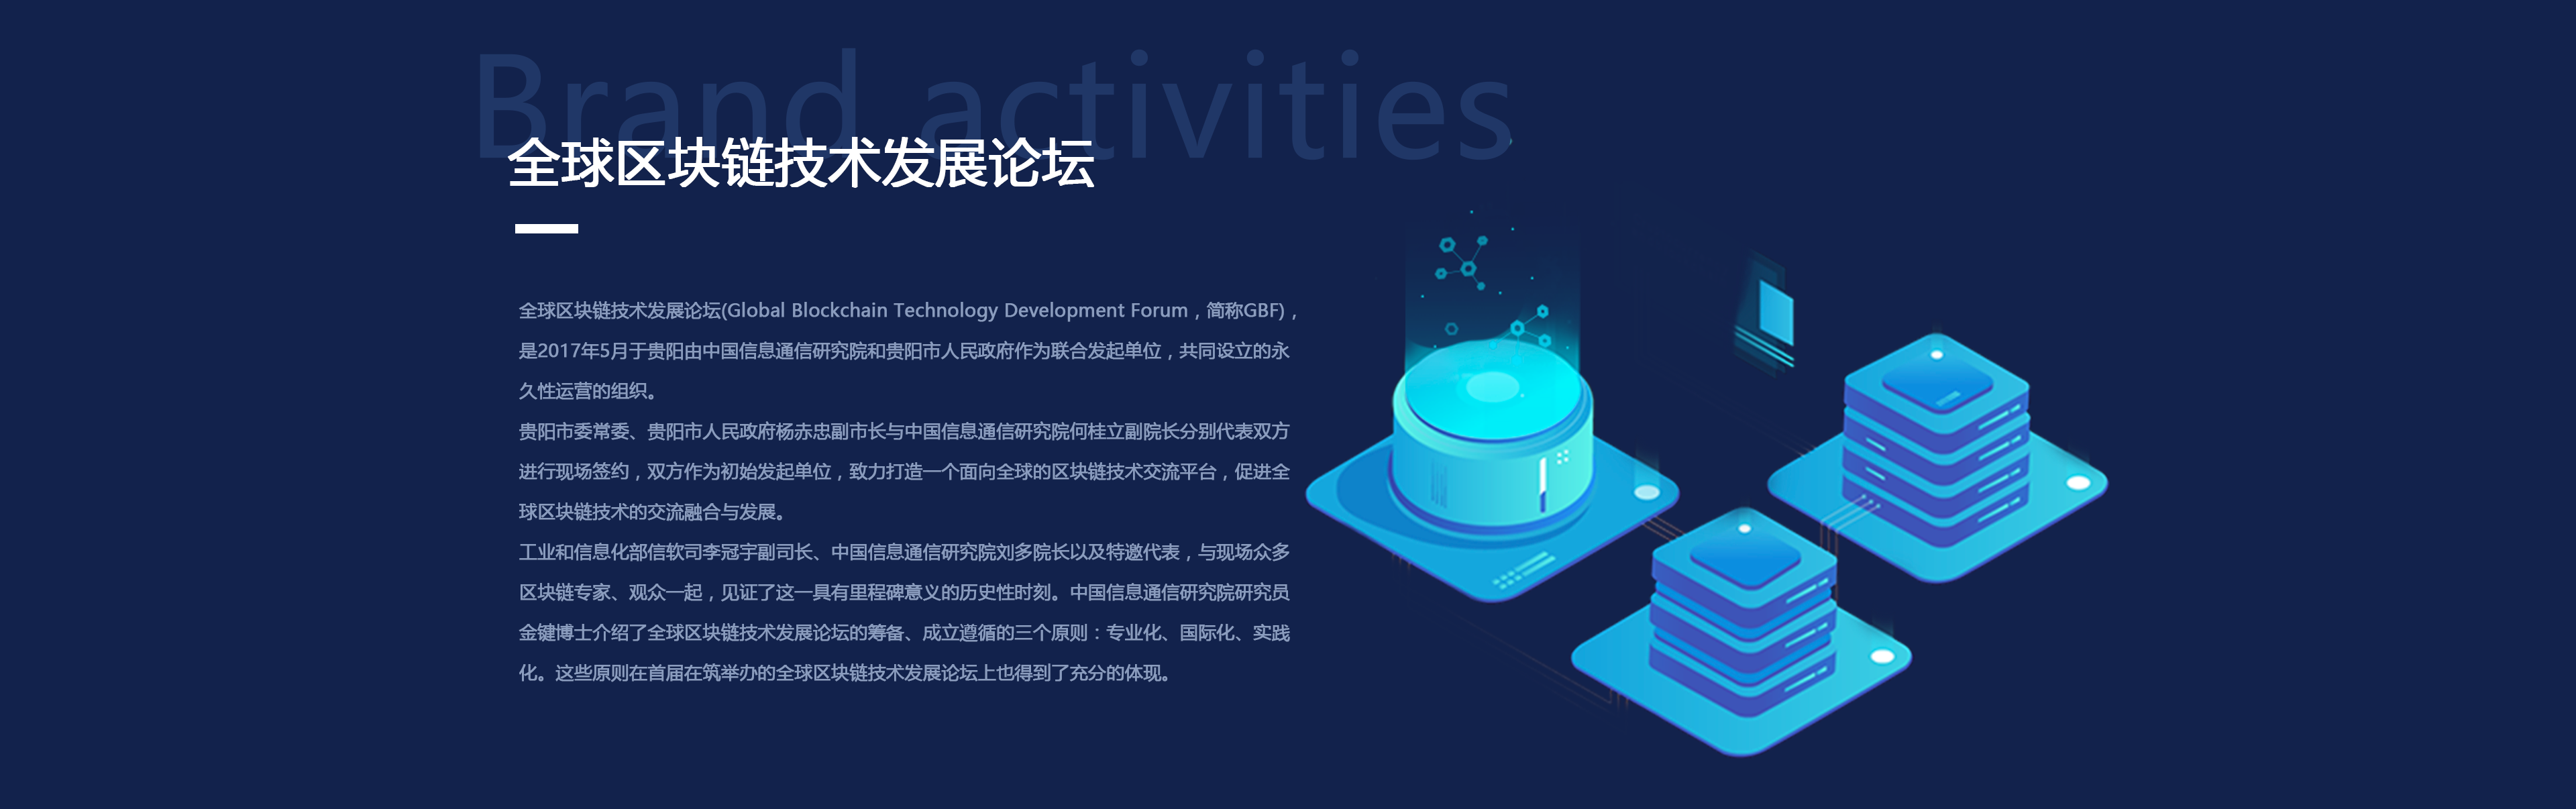 Brand activities
全球区块链技术发展论坛
全球区块链技术发展论坛(Global Blockchain Technology Development Forum，简称GBF)，
是2017年5月于贵阳由中国信息通信研究院和贵阳市人民政府作为联合发起单位，共同设立的永
久性运营的组织。
贵阳市委常委、贵阳市人民政府杨赤忠副市长与中国信息通信研究院何桂立副院长分别代表双方
进行现场签约，双方作为初始发起单位，致力打造一个面向全球的区块链技术交流平台，促进全
球区块链技术的交流融合与发展。
工业和信息化部信软司李冠宇副司长、中国信息通信研究院刘多院长以及特邀代表，与现场众多
区块链专家、观众一起，见证了这一具有里程碑意义的历史性时刻。中国信息通信研究院研究员
金键博士介绍了全球区块链技术发展论坛的筹备、成立遵循的三个原则：专业化、国际化、实践
化。这些原则在首届在筑举办的全球区块链技术发展论坛上也得到了充分的体现。